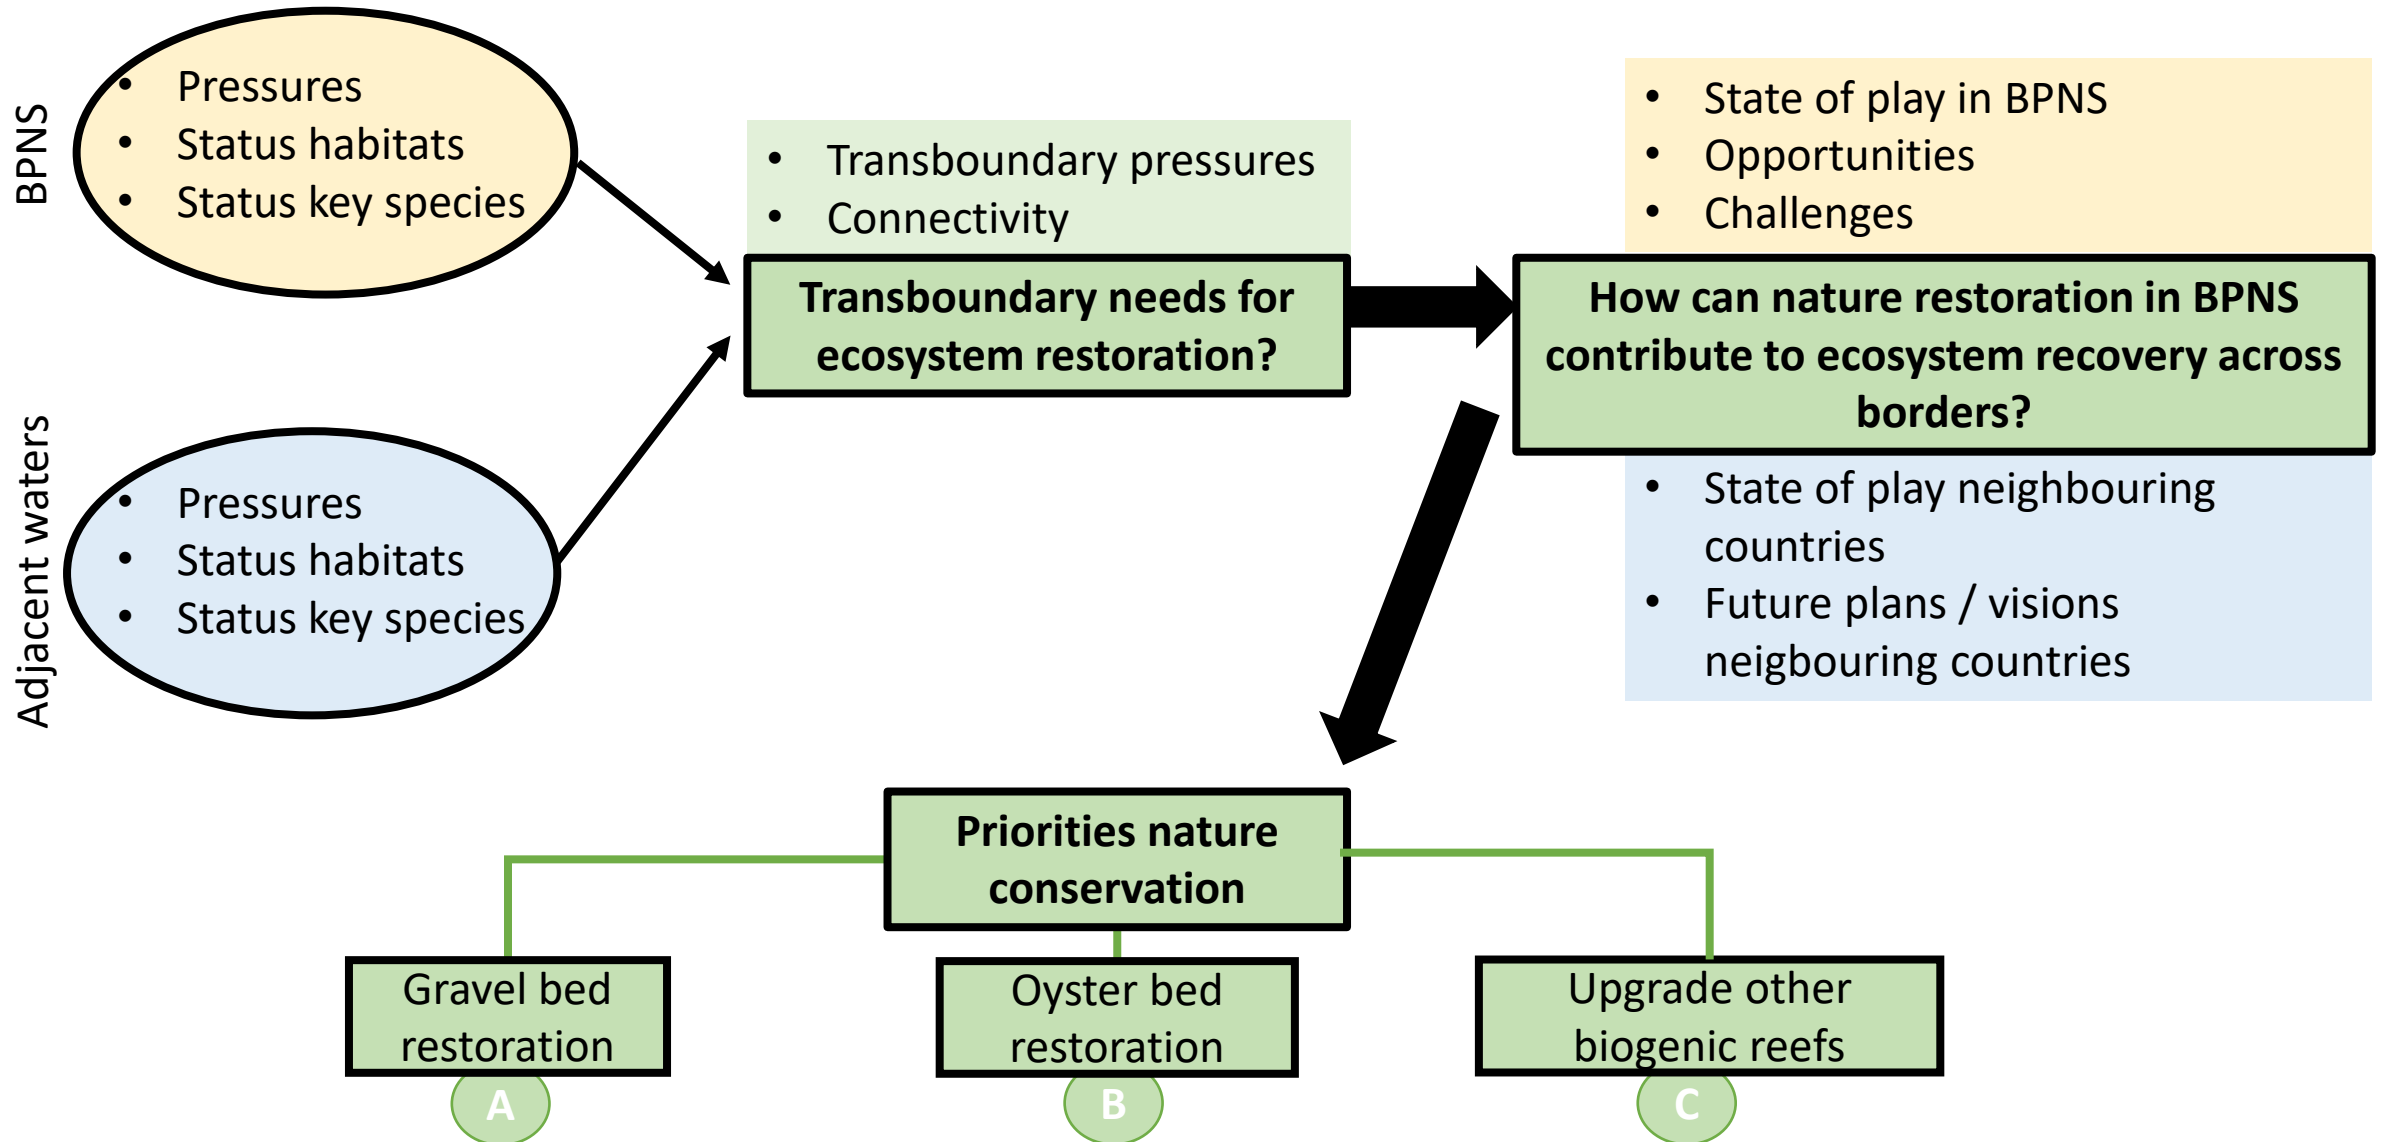 BPNS
• Pressures
• Status habitats
• Status key species
Adjacent waters
• Pressures
• Status habitats
• Status key species
• Transboundary pressures
• Connectivity
Transboundary needs for
ecosystem restoration?
• State of play in BPNS
• Opportunities
• Challenges
How can nature restoration in BPNS
contribute to ecosystem recovery across
borders?
• State of play neighbouring
countries
• Future plans / visions
neigbouring countries
Priorities nature
conservation
Gravel bed
restoration
A
Oyster bed
restoration
B
Upgrade other
biogenic reefs
C